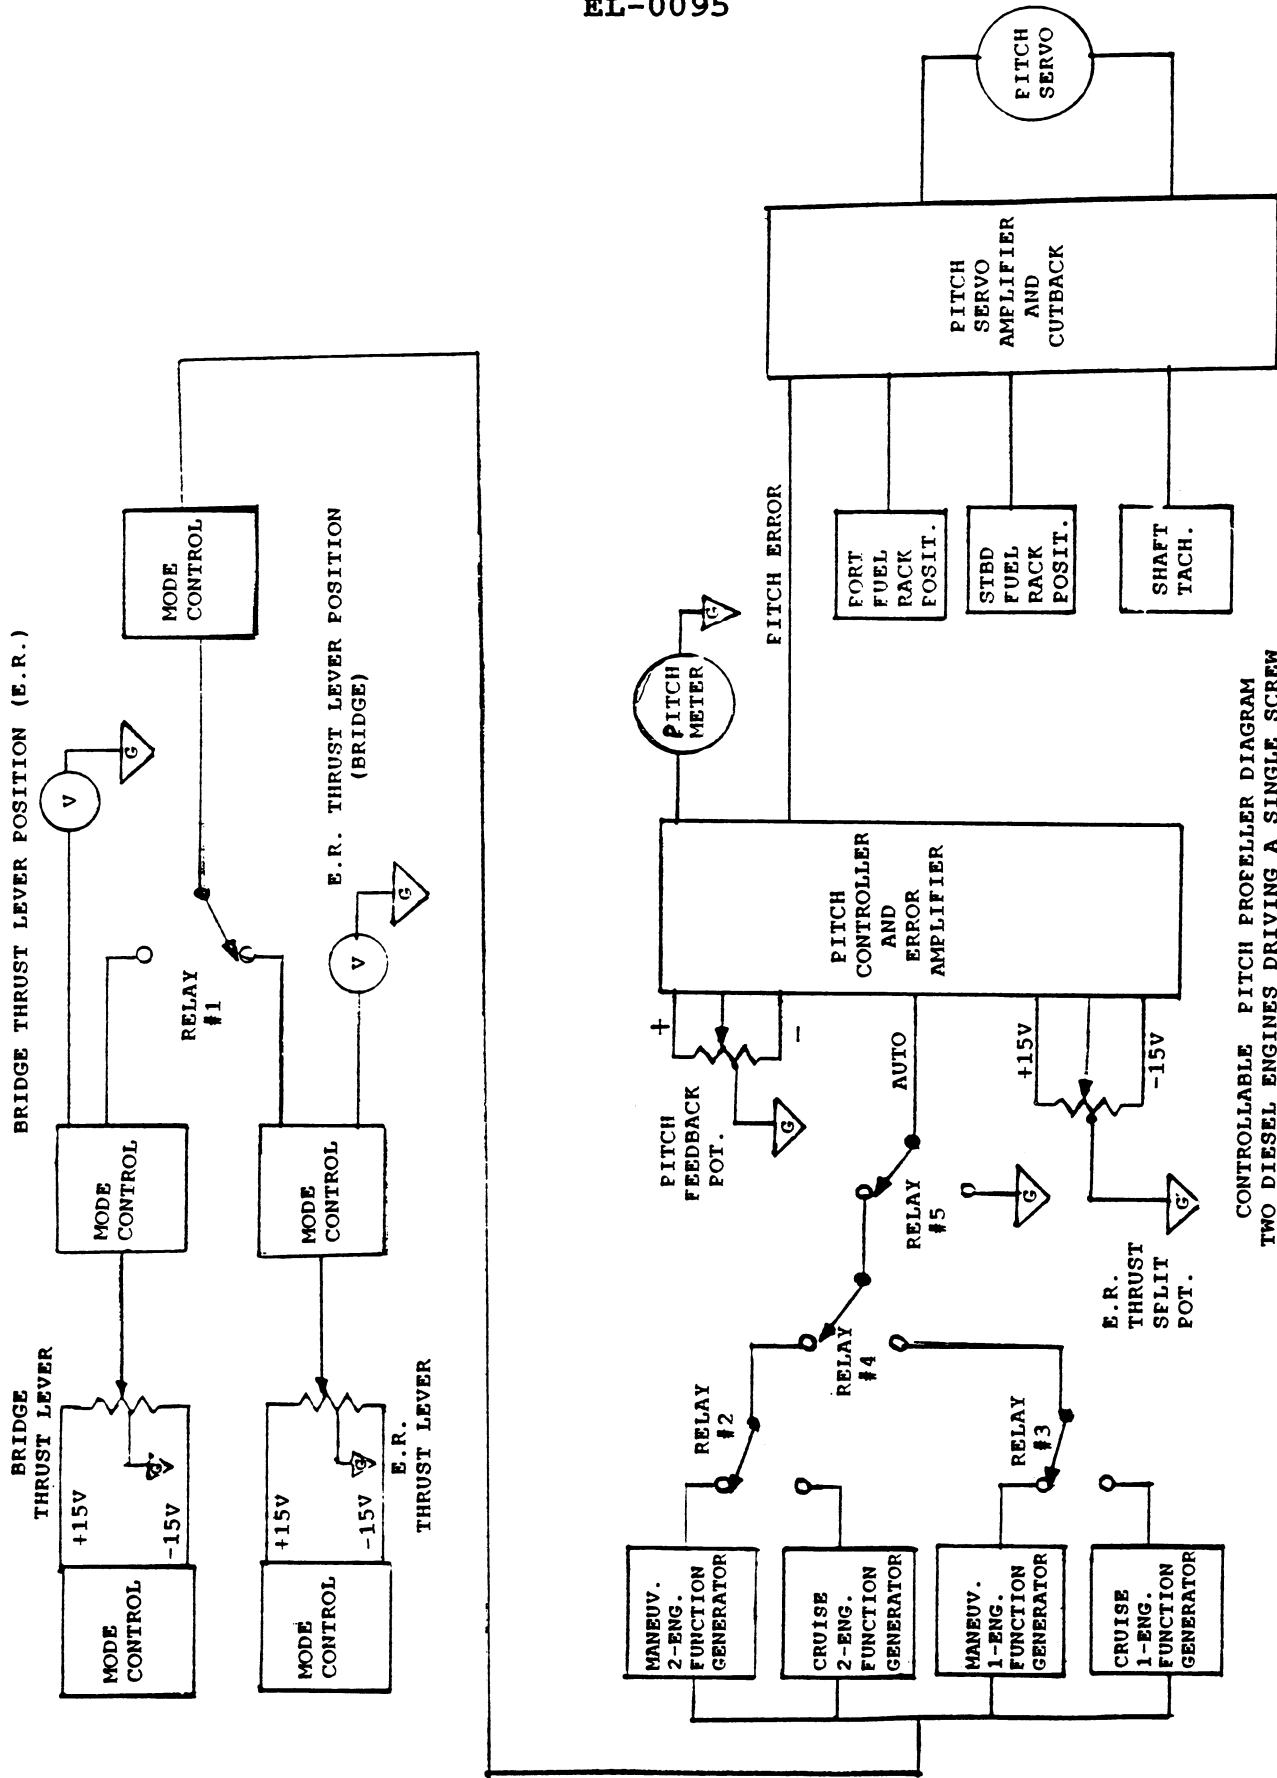 EL-0095
BRIDGE THRUST LEVER POSITION (E.R.)
BRIDGE
THRUST LEVER
+15V
-15V
G
MODE
CONTROL
MODE
CONTROL
V
G
RELAY
#1
MODE
CONTROL
E.R. THRUST LEVER POSITION
(BRIDGE)
V
G
MODE
CONTROL
+15V
-15V
G
E.R.
THRUST LEVER
MODE
CONTROL
MANEUV.
2-ENG.
FUNCTION
GENERATOR
CRUISE
2-ENG.
FUNCTION
GENERATOR
MANEUV.
1-ENG.
FUNCTION
GENERATOR
CRUISE
1-ENG.
FUNCTION
GENERATOR
RELAY
#2
RELAY
#3
RELAY
#4
RELAY
#5
G
AUTO
PITCH
FEEDBACK
POT.
+
-
G
E.R.
THRUST
SPLIT
POT.
+15V
-15V
G
PITCH
CONTROLLER
AND
ERROR
AMPLIFIER
PITCH
METER
G
PITCH ERROR
PORT
FUEL
RACK
POSIT.
STBD
FUEL
RACK
POSIT.
SHAFT
TACH.
PITCH
SERVO
AMPLIFIER
AND
CUTBACK
PITCH
SERVO
CONTROLLABLE PITCH PROPELLER DIAGRAM
TWO DIESEL ENGINES DRIVING A SINGLE SCREW